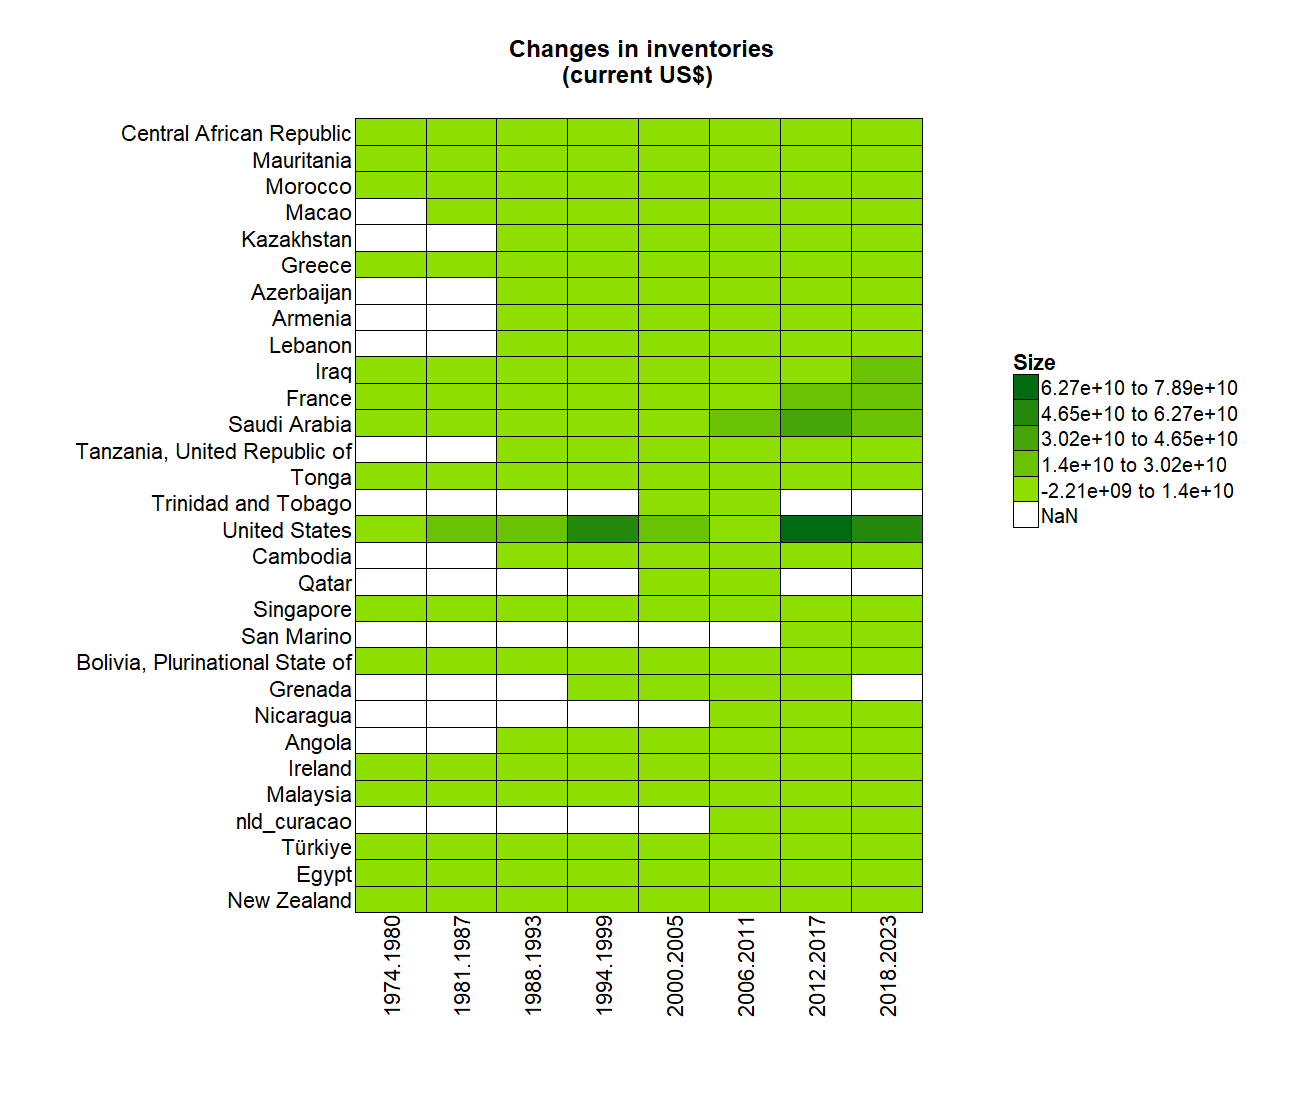 Changes in inventories
(current US$)
Central African Republic
Mauritania
Morocco
Macao
Kazakhstan
Greece
Azerbaijan
Armenia
Lebanon
Iraq
France
Saudi Arabia
Tanzania, United Republic of
Tonga
Trinidad and Tobago
United States
Cambodia
Qatar
Singapore
San Marino
Bolivia, Plurinational State of
Grenada
Nicaragua
Angola
Ireland
Malaysia
nld_curacao
Türkiye
Egypt
New Zealand
1974.1980
1981.1987
1988.1993
1994.1999
2000.2005
2006.2011
2012.2017
2018.2023
Size
6.27e+10 to 7.89e+10
4.65e+10 to 6.27e+10
3.02e+10 to 4.65e+10
1.4e+10 to 3.02e+10
-2.21e+09 to 1.4e+10
NaN